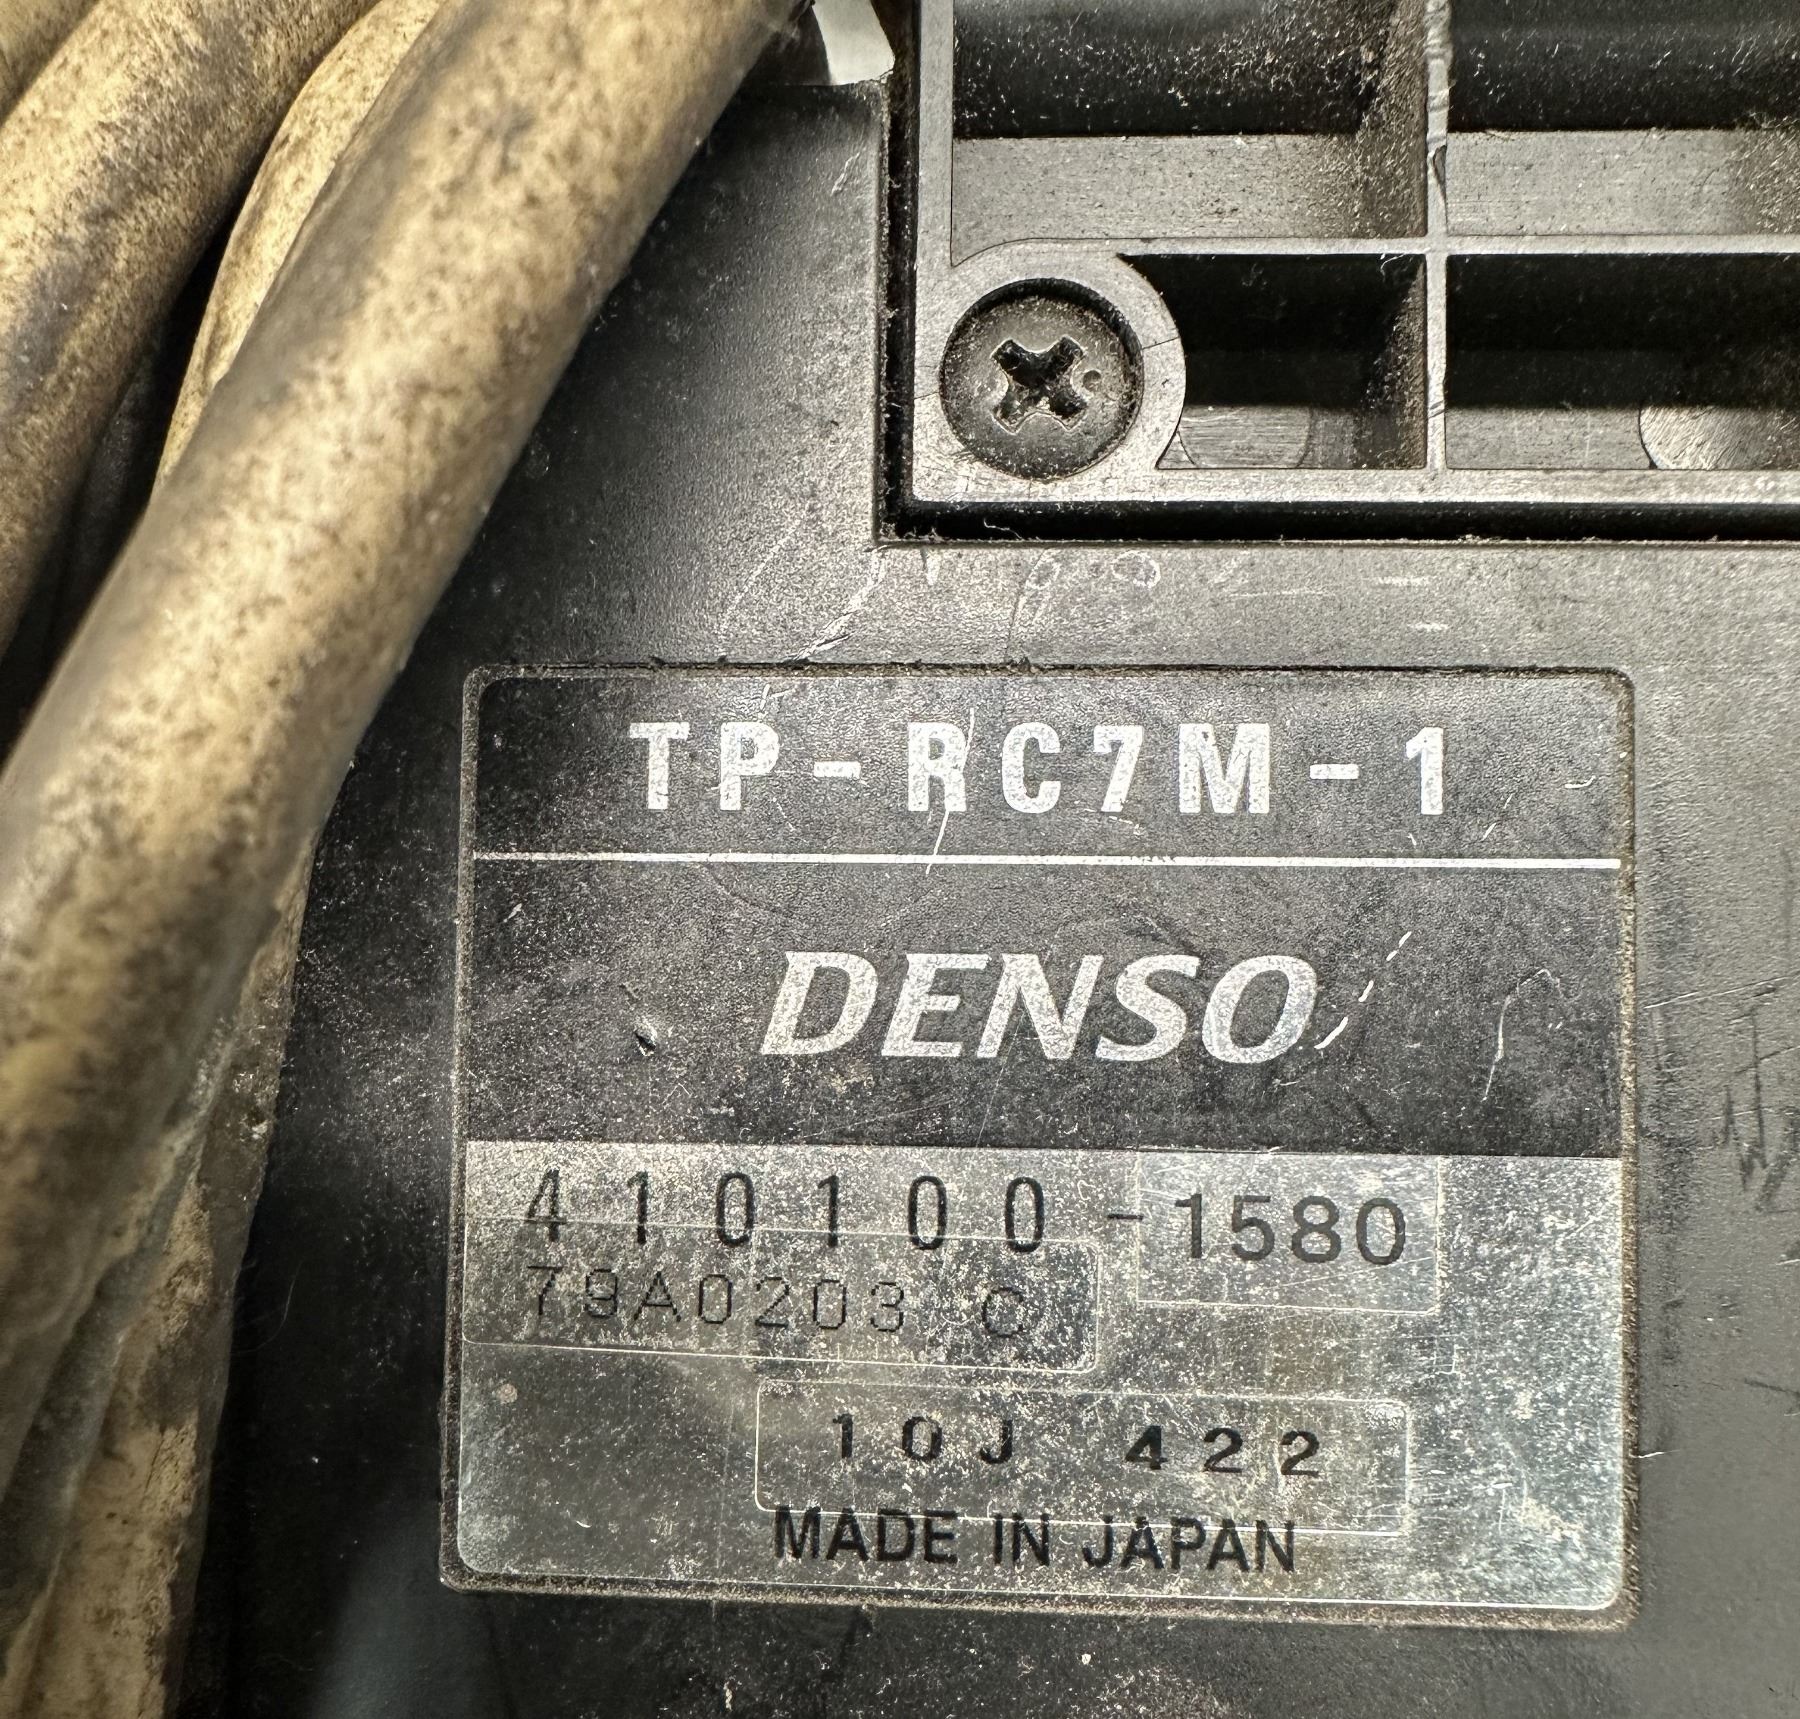 TP-RC7M-1
DENSO
410100-1580
79A0203 C
10J 422
MADE IN JAPAN